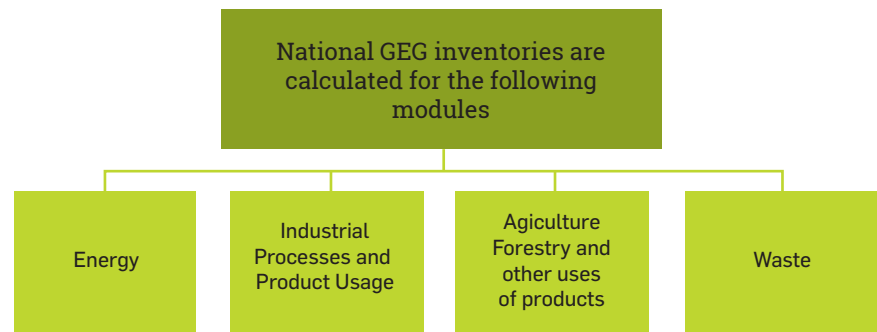 National GEG inventories are
calculated for the following
modules
Energy
Industrial
Processes and
Product Usage
Agiculture
Forestry and
other uses
of products
Waste